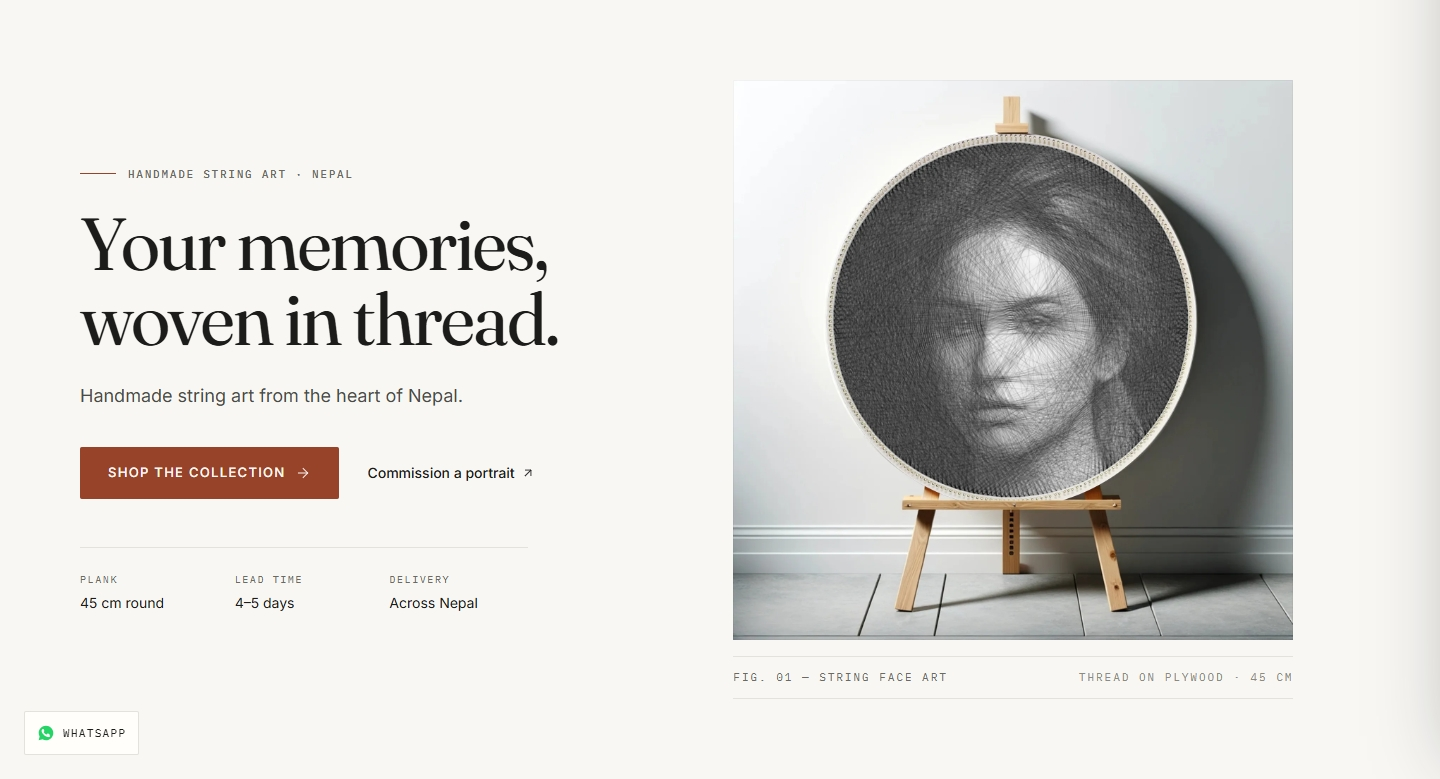 HANDMADE STRING ART · NEPAL
Your memories,
woven in thread.
Handmade string art from the heart of Nepal.
SHOP THE COLLECTION →
Commission a portrait ↗
PLANK
45 cm round
LEAD TIME
4–5 days
DELIVERY
Across Nepal
FIG. 01 — STRING FACE ART
THREAD ON PLYWOOD · 45 CM
WHATSAPP